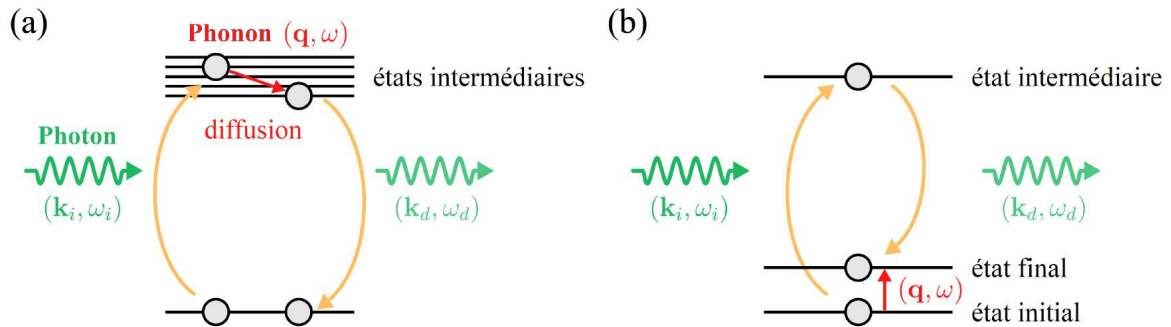 (a)
Phonon (q, ω)
états intermédiaires
diffusion
Photon
(k_i, ω_i)
(k_d, ω_d)
(b)
état intermédiaire
(k_i, ω_i)
(k_d, ω_d)
état final
(q, ω)
état initial